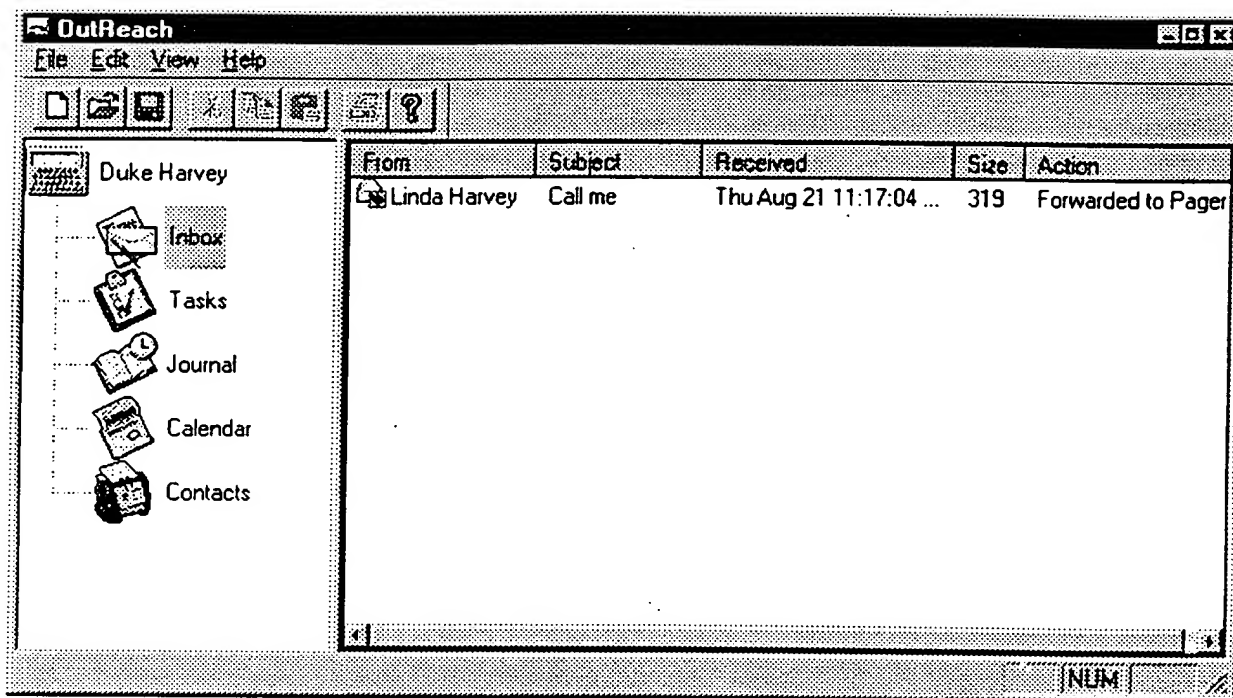 OutReach
File Edit View Help
Duke Harvey
Inbox
Tasks
Journal
Calendar
Contacts
From Subject Received Size Action
Linda Harvey Call me Thu Aug 21 11:17:04 ... 319 Forwarded to Pager
NUM